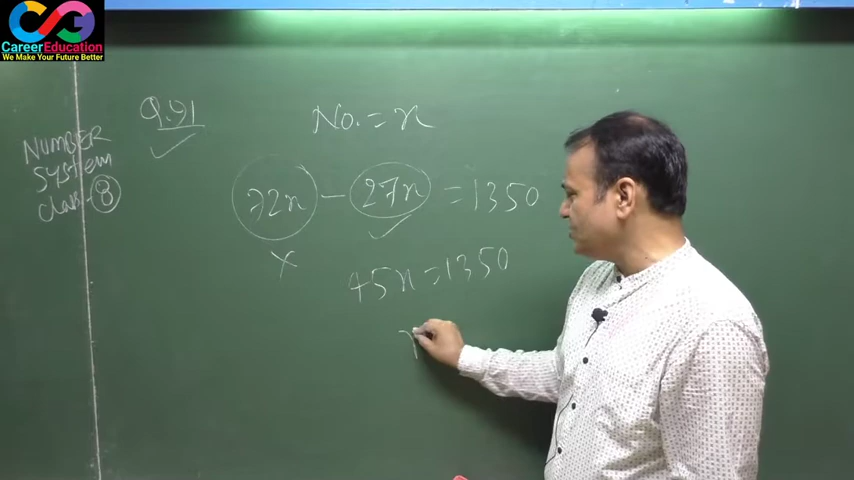 CareerEducation
We Make Your Future Better
Q.91
No. = x
NUMBER
System
Class-8
72x - 27x = 1350
✓
x
45x = 1350
x